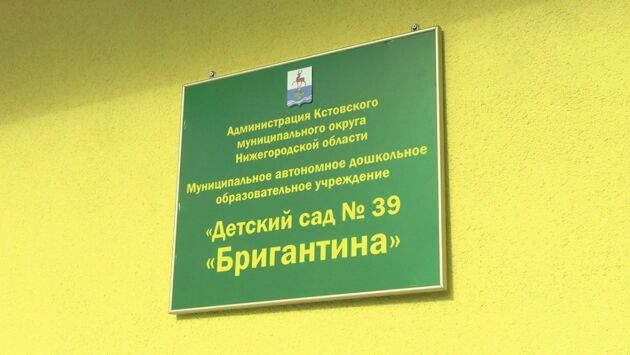 Администрация Кстовского
муниципального округа
Нижегородской области
Муниципальное автономное дошкольное
образовательное учреждение
«Детский сад № 39
«Бригантина»